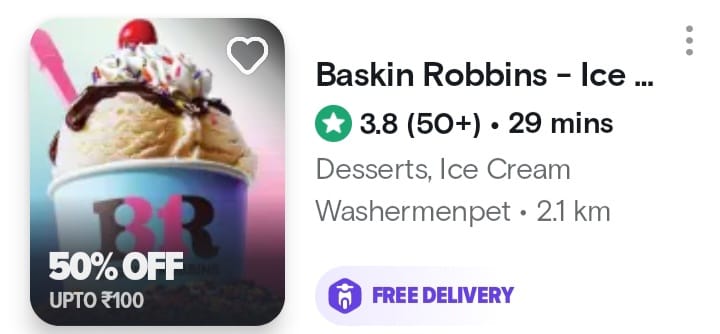 BR
50% OFF
UPTO ₹100
Baskin Robbins - Ice ...
3.8 (50+) • 29 mins
Desserts, Ice Cream
Washermenpet • 2.1 km
FREE DELIVERY